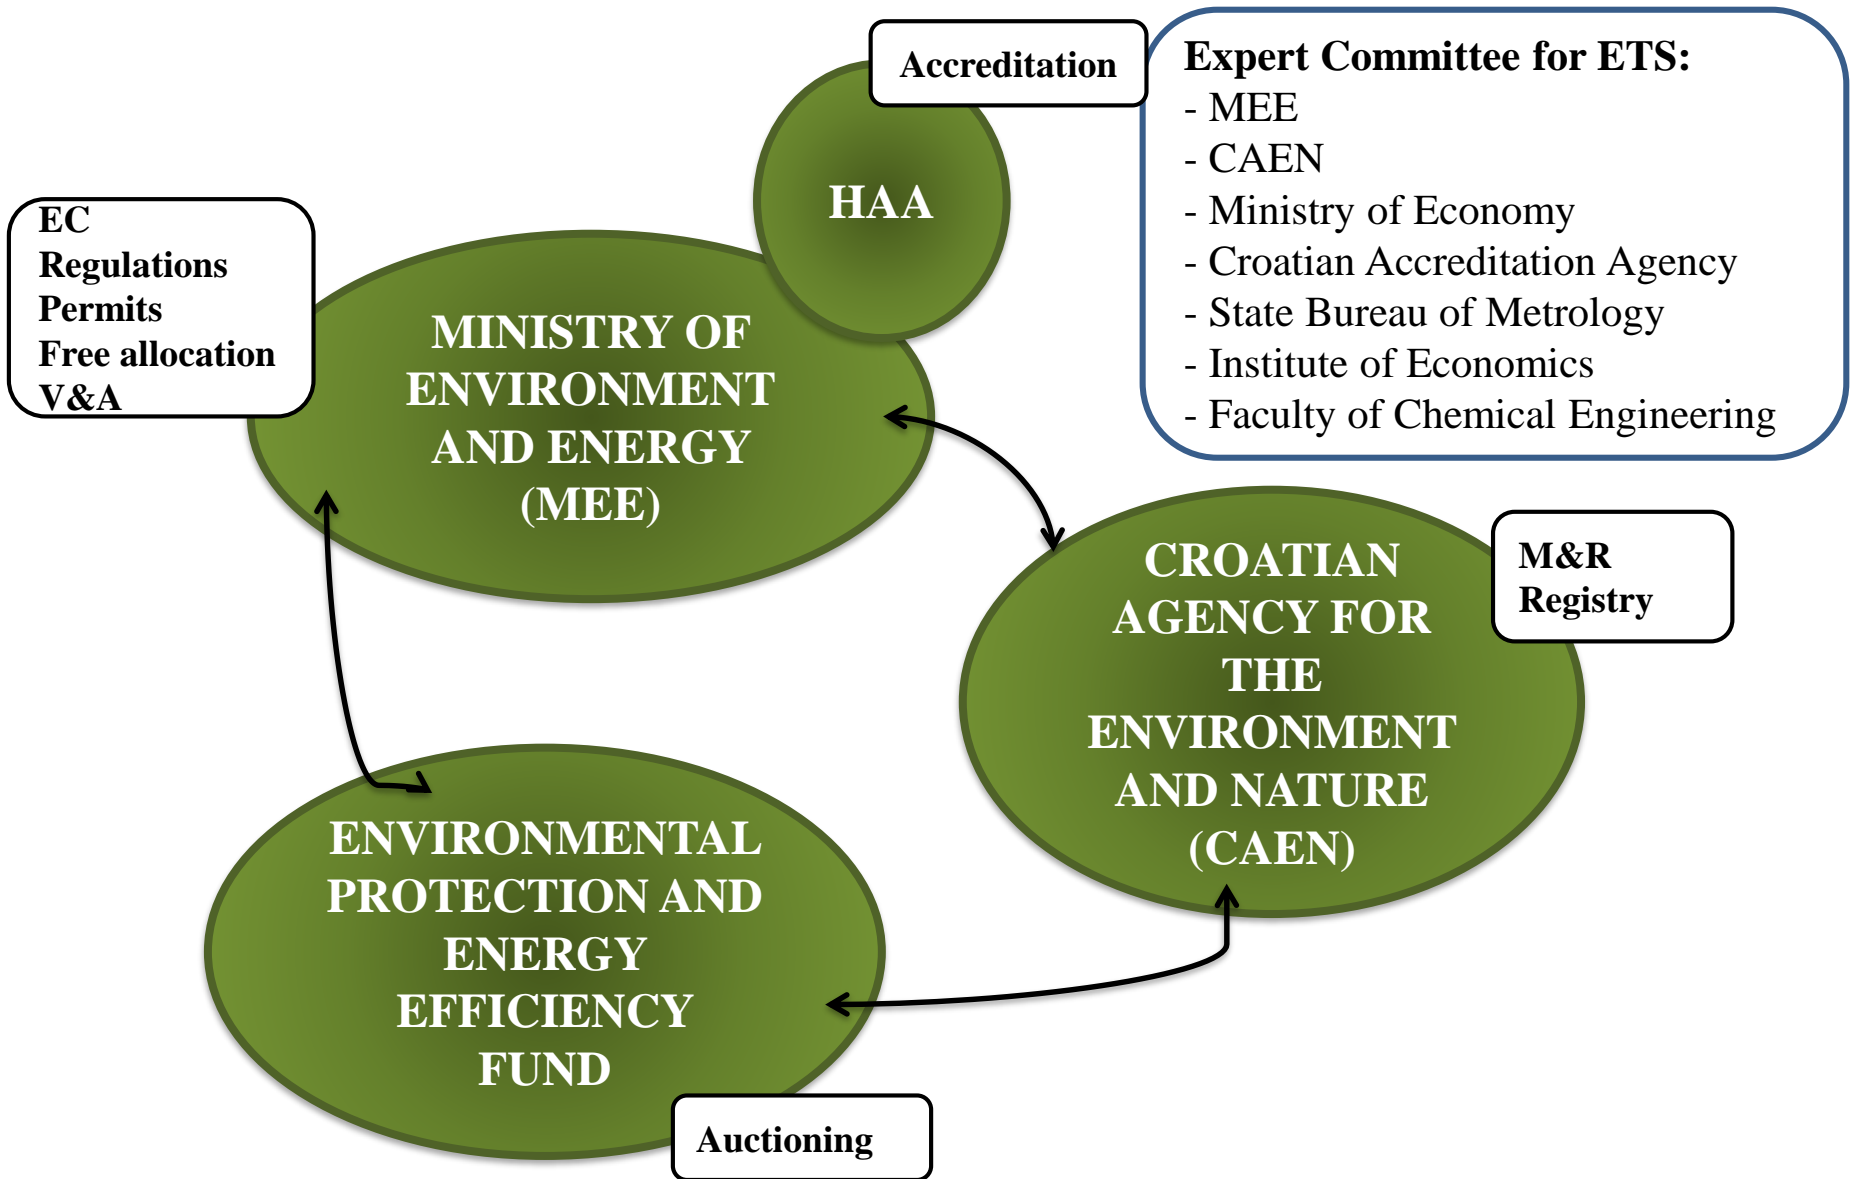 Accreditation
Expert Committee for ETS:
- MEE
- CAEN
- Ministry of Economy
- Croatian Accreditation Agency
- State Bureau of Metrology
- Institute of Economics
- Faculty of Chemical Engineering
HAA
EC
Regulations
Permits
Free allocation
V&A
MINISTRY OF
ENVIRONMENT
AND ENERGY
(MEE)
CROATIAN
AGENCY FOR
THE
ENVIRONMENT
AND NATURE
(CAEN)
M&R
Registry
ENVIRONMENTAL
PROTECTION AND
ENERGY
EFFICIENCY
FUND
Auctioning